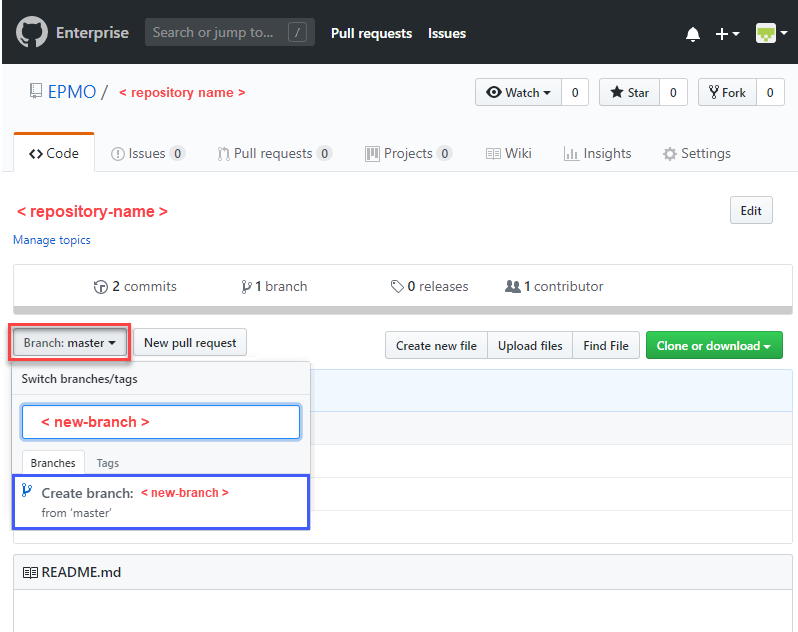 Enterprise Search or jump to... / Pull requests Issues
EPMO / < repository name > Watch 0 Star 0 Fork 0
Code Issues 0 Pull requests 0 Projects 0 Wiki Insights Settings
< repository-name > Edit
Manage topics
2 commits 1 branch 0 releases 1 contributor
Branch: master New pull request Create new file Upload files Find File Clone or download
Switch branches/tags
< new-branch >
Branches Tags
Create branch: < new-branch >
from ‘master’
README.md